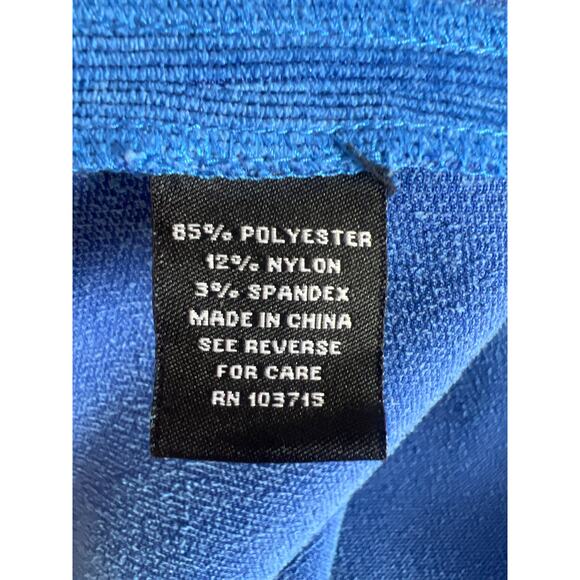 85% POLYESTER
12% NYLON
3% SPANDEX
MADE IN CHINA
SEE REVERSE
FOR CARE
RN 103715